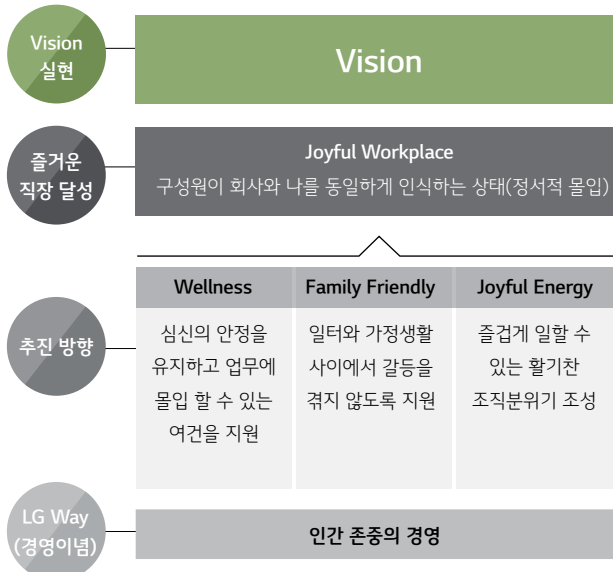 Vision
실현
Vision
즐거운
직장 달성
Joyful Workplace
구성원이 회사와 나를 동일하게 인식하는 상태(정서적 몰입)
추진 방향
Wellness
심신의 안정을
유지하고 업무에
몰입 할 수 있는
여건을 지원
Family Friendly
일터와 가정생활
사이에서 갈등을
겪지 않도록 지원
Joyful Energy
즐겁게 일할 수
있는 활기찬
조직분위기 조성
LG Way
(경영이념)
인간 존중의 경영